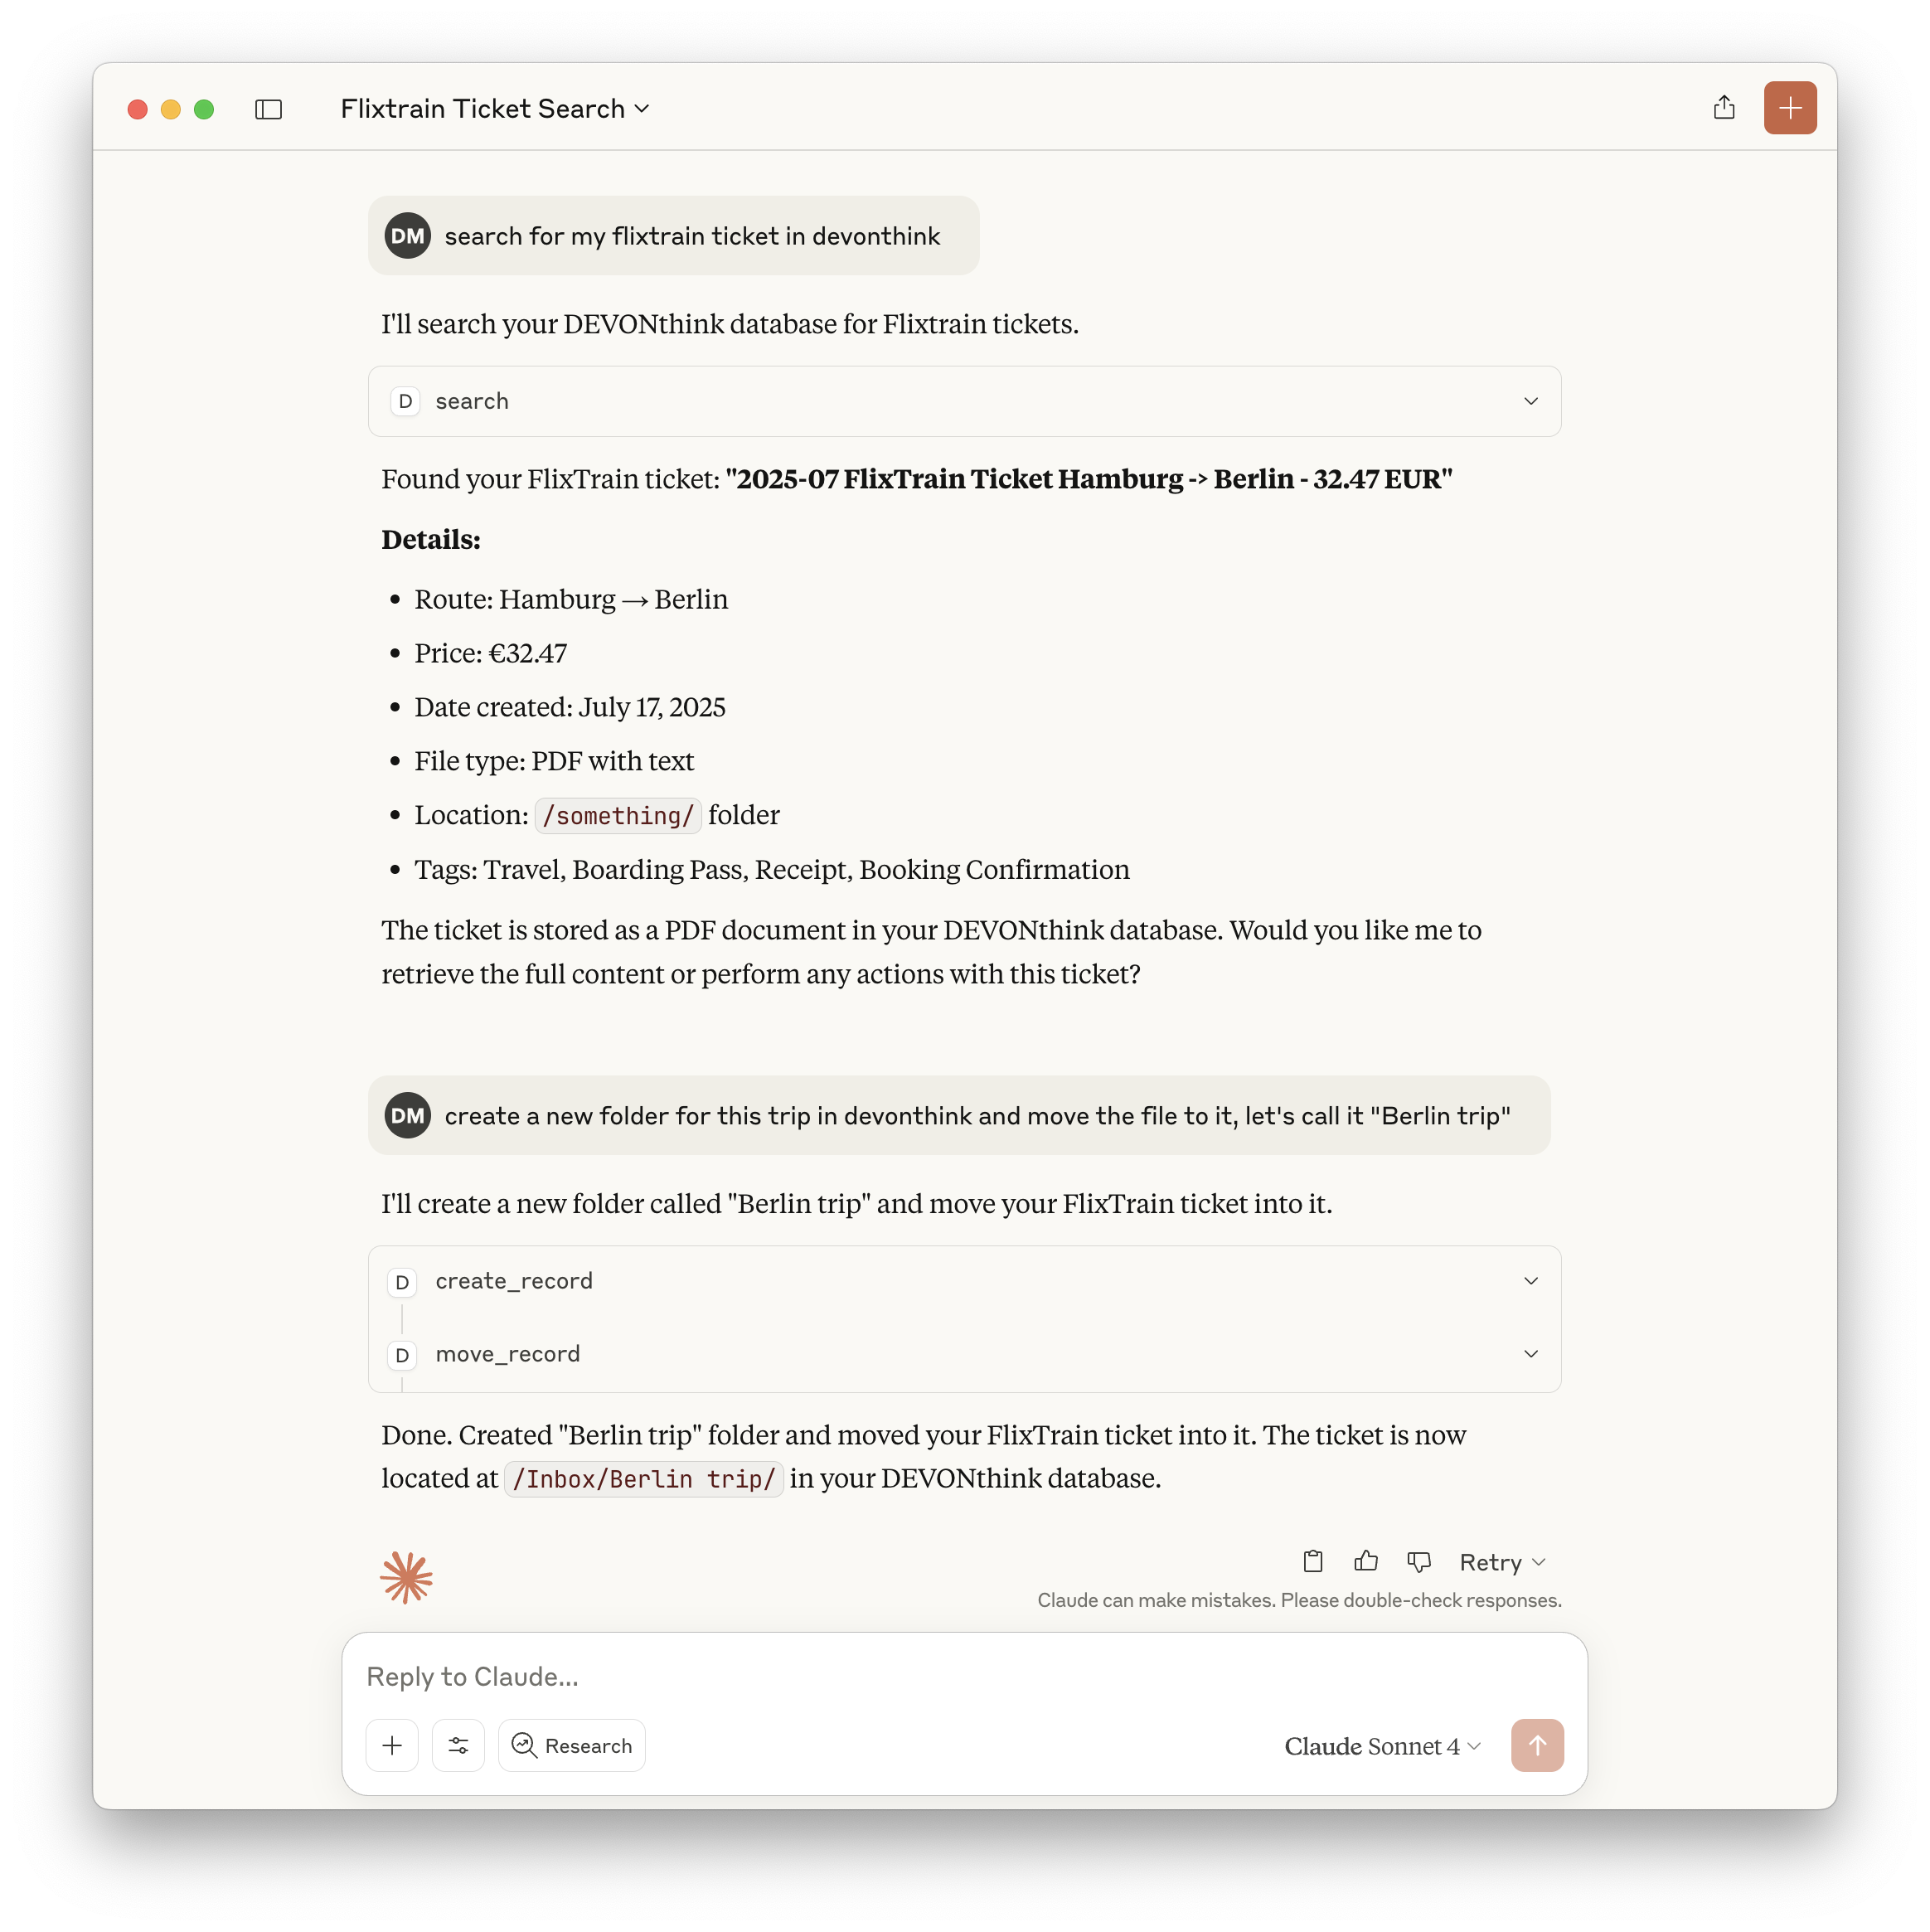 Flixtrain Ticket Search
DM search for my flixtrain ticket in devonthink
I'll search your DEVONthink database for Flixtrain tickets.
D search
Found your FlixTrain ticket: "2025-07 FlixTrain Ticket Hamburg -> Berlin - 32.47 EUR"
Details:
• Route: Hamburg → Berlin
• Price: €32.47
• Date created: July 17, 2025
• File type: PDF with text
• Location: /something/ folder
• Tags: Travel, Boarding Pass, Receipt, Booking Confirmation
The ticket is stored as a PDF document in your DEVONthink database. Would you like me to
retrieve the full content or perform any actions with this ticket?
DM create a new folder for this trip in devonthink and move the file to it, let's call it "Berlin trip"
I'll create a new folder called "Berlin trip" and move your FlixTrain ticket into it.
D create_record
D move_record
Done. Created "Berlin trip" folder and moved your FlixTrain ticket into it. The ticket is now
located at /Inbox/Berlin trip/ in your DEVONthink database.
Retry
Claude can make mistakes. Please double-check responses.
Reply to Claude...
Research
Claude Sonnet 4